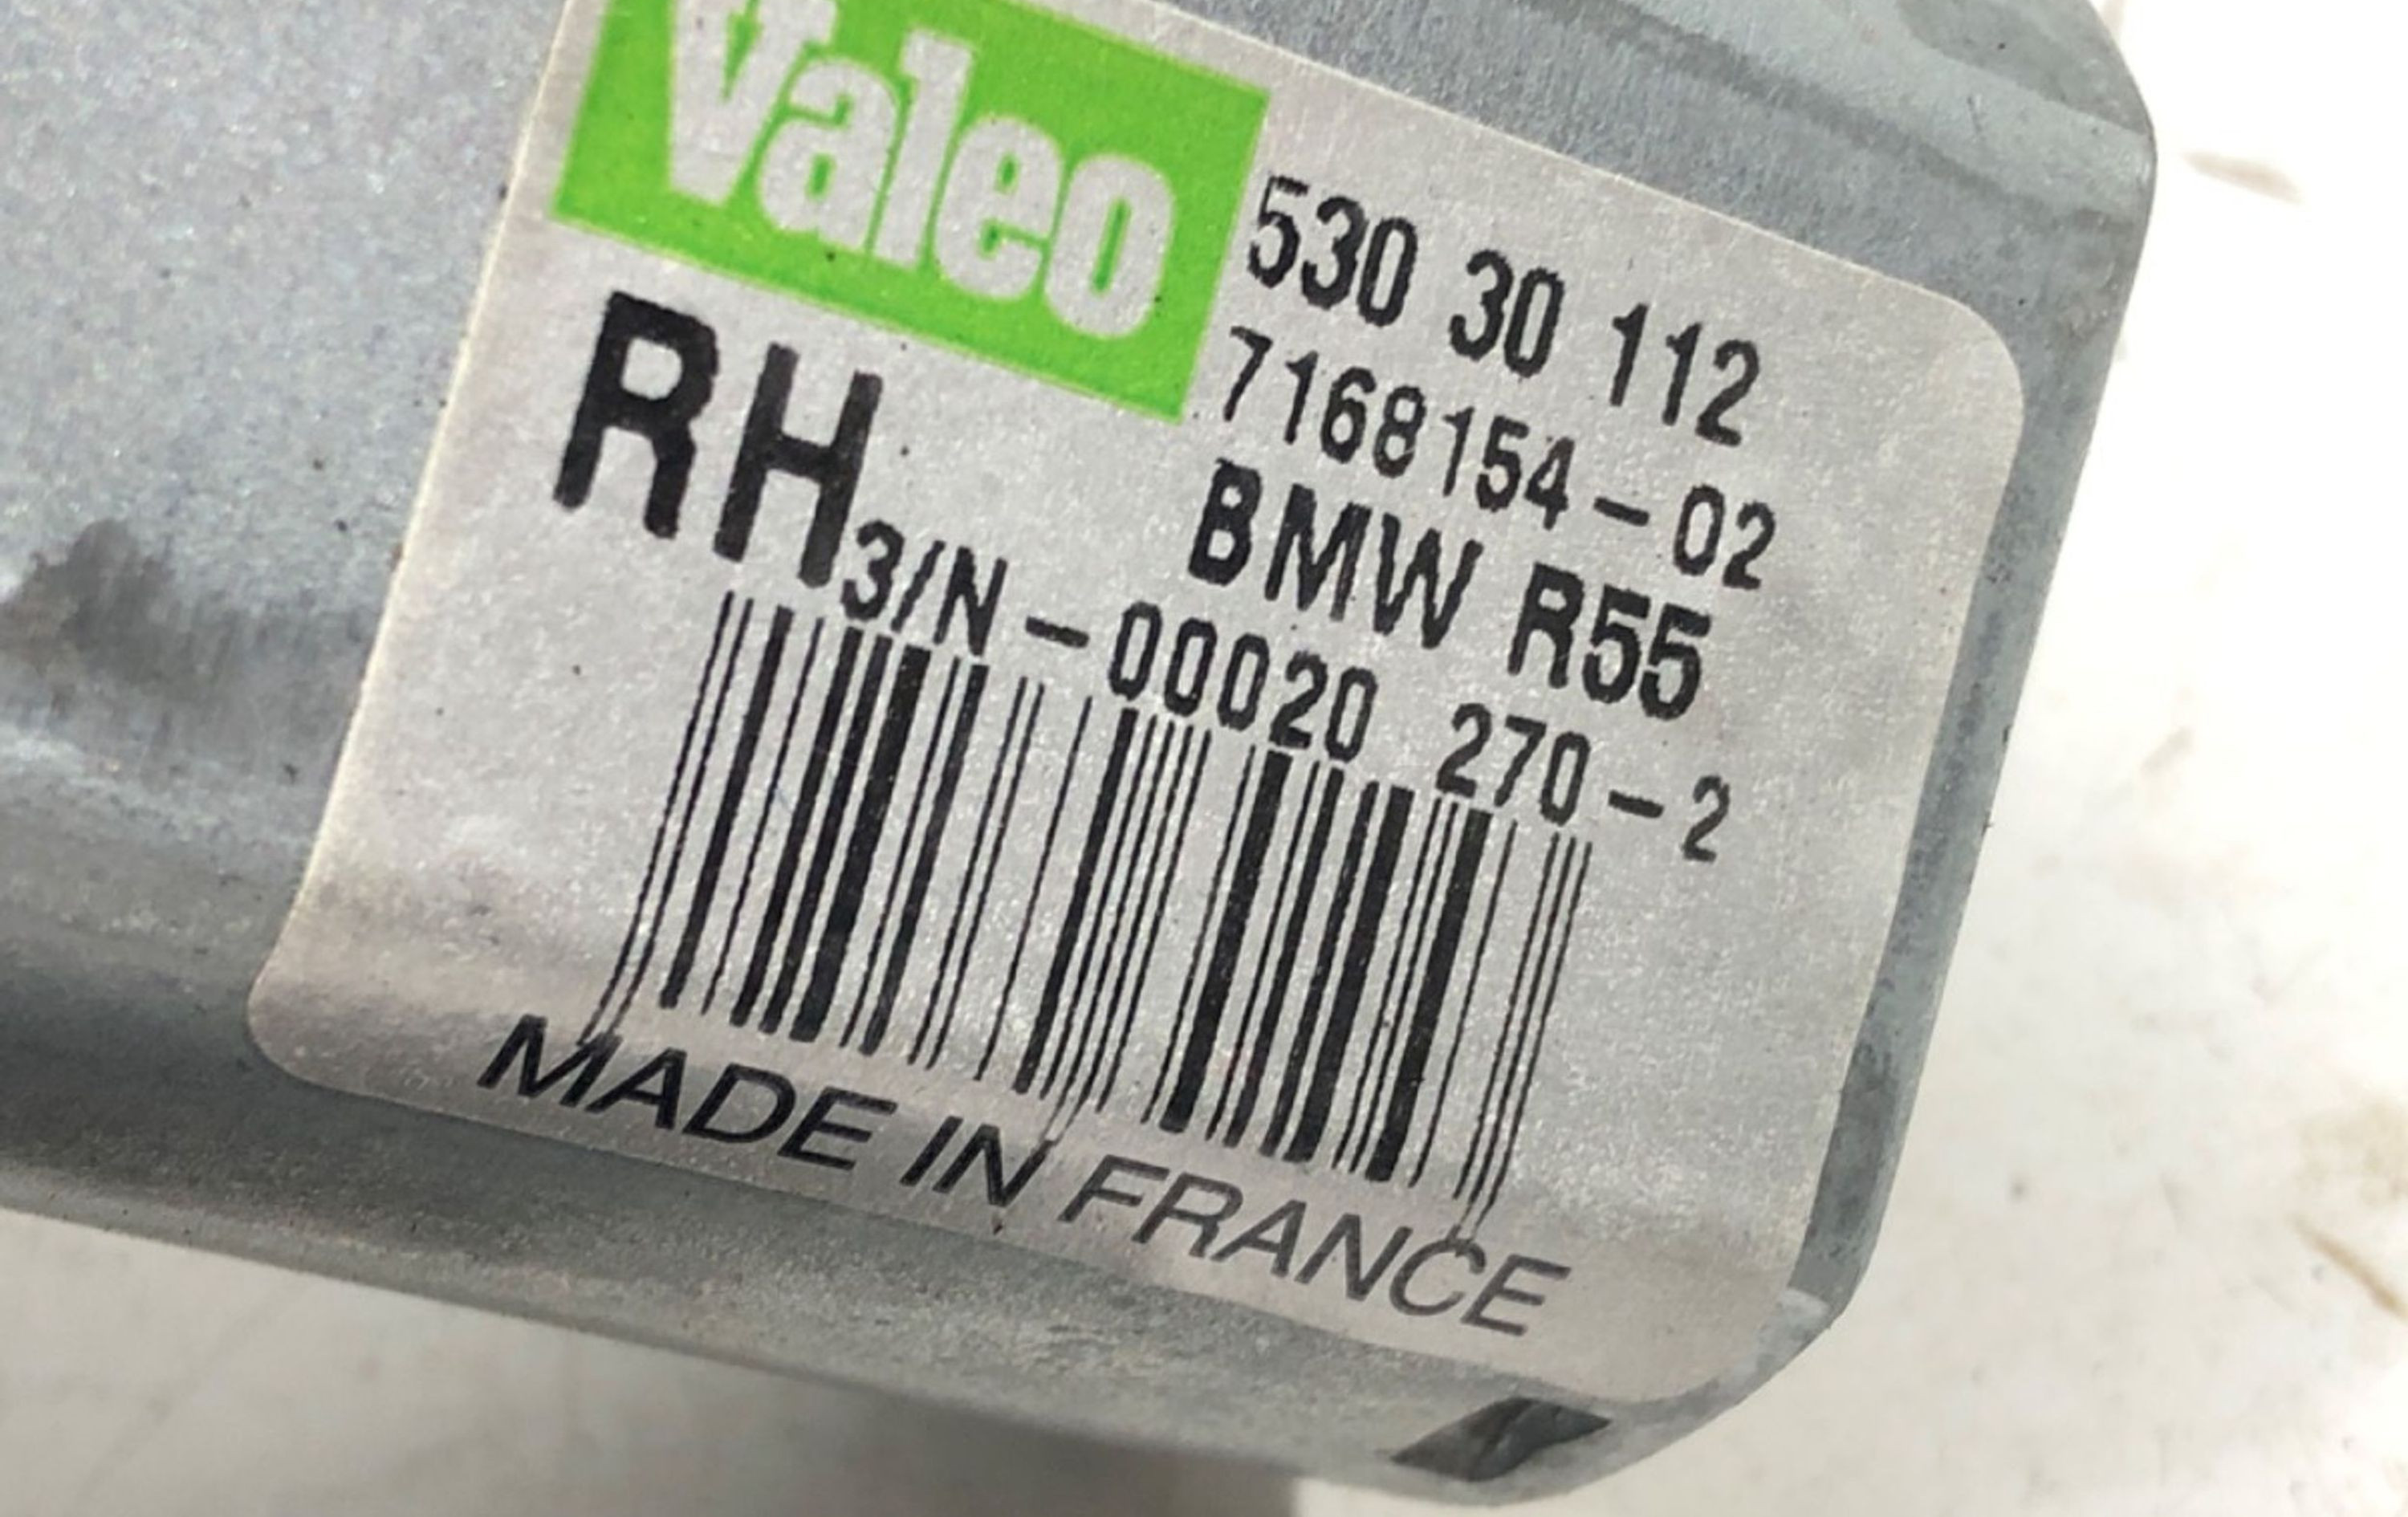 Valeo
530 30 112
7168154-02
RH
BMW R55
3/N-00020 270-2
MADE IN FRANCE